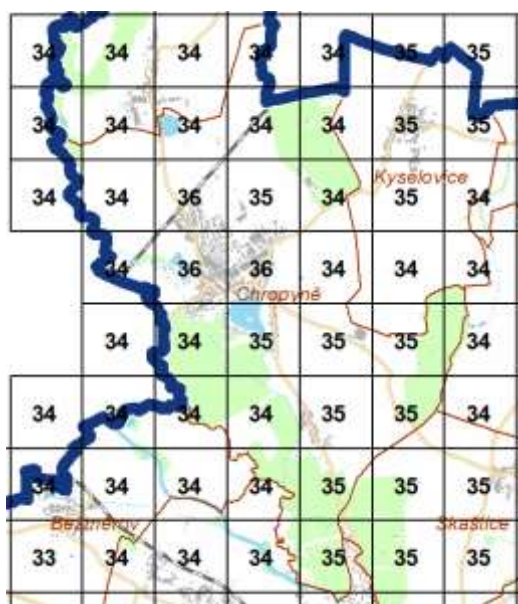 34 34 34 34 34 35 35
34 34 34 34 34 35 35
Kyselovice
34 34 36 35 34 35 34
34 36 36 34 34 34
Chropyně
34 34 35 35 35 34
34 34 34 34 35 35 34
34 34 34 34 35 35 35
Bezměrov Skaštice
33 34 34 34 35 35 35